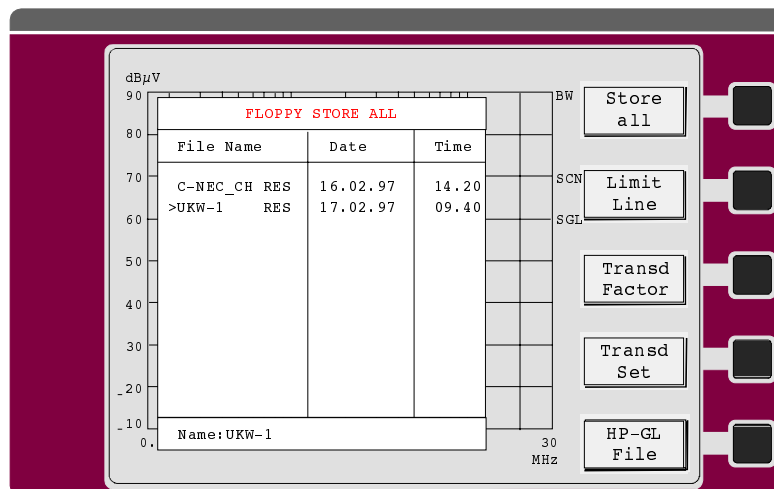 dBµV
90
80
70
60
50
40
30
-20
-10
0.
30
MHz
BW
SCN
SGL
FLOPPY STORE ALL
File Name Date Time
C-NEC_CH RES 16.02.97 14.20
>UKW-1 RES 17.02.97 09.40
Name:UKW-1
Store
all
Limit
Line
Transd
Factor
Transd
Set
HP-GL
File